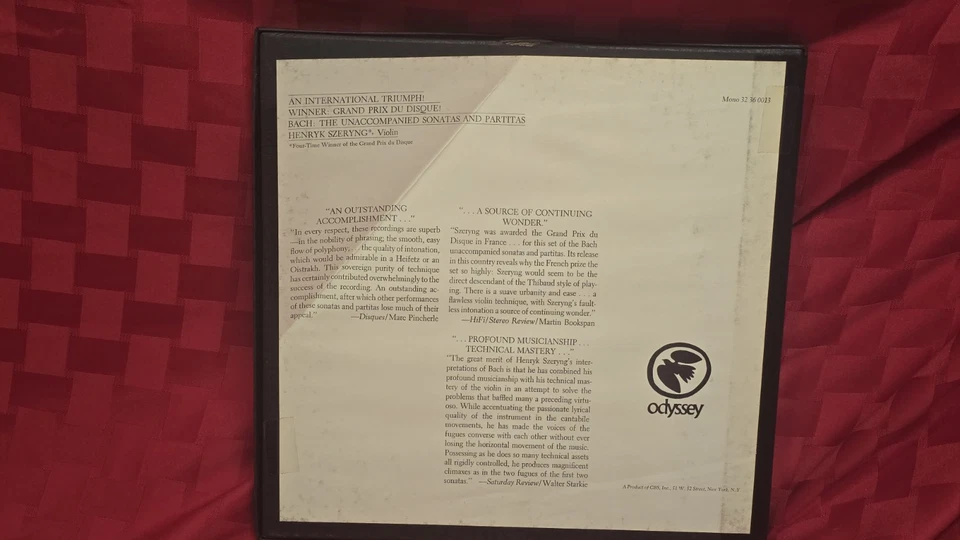 AN INTERNATIONAL TRIUMPH!
WINNER: GRAND PRIX DU DISQUE!
BACH: THE UNACCOMPANIED SONATAS AND PARTITAS
HENRYK SZERYNG*- Violin
*Four-Time Winner of the Grand Prix du Disque
Mono 32 36 0013
"AN OUTSTANDING
ACCOMPLISHMENT . . ."
"In every respect, these recordings are superb
—in the nobility of phrasing; the smooth, easy
flow of polyphony; . . . the quality of intonation,
which would be admirable in a Heifetz or an
Oistrakh. This sovereign purity of technique
has certainly contributed overwhelmingly to the
success of the recording. An outstanding ac-
complishment, after which other performances
of these sonatas and partitas lose much of their
appeal." —Disques/Marc Pincherle
". . . A SOURCE OF CONTINUING
WONDER."
"Szeryng was awarded the Grand Prix du
Disque in France . . . for this set of the Bach
unaccompanied sonatas and partitas. Its release
in this country reveals why the French prize the
set so highly: Szeryng would seem to be the
direct descendant of the Thibaud style of play-
ing. There is a suave urbanity and ease . . . a
flawless violin technique, with Szeryng's fault-
less intonation a source of continuing wonder."
—HiFi/Stereo Review/Martin Bookspan
". . . PROFOUND MUSICIANSHIP . . .
TECHNICAL MASTERY . . ."
"The great merit of Henryk Szeryng's inter-
pretations of Bach is that he has combined his
profound musicianship with his technical mas-
tery of the violin in an attempt to solve the
problems that baffled many a preceding virtu-
oso. While accentuating the passionate lyrical
quality of the instrument in the cantabile
movements, he has made the voices of the
fugues converse with each other without ever
losing the horizontal movement of the music.
Possessing as he does so many technical assets
all rigidly controlled, he produces magnificent
climaxes as in the two fugues of the first two
sonatas." —Saturday Review/Walter Starkie
odyssey
A Product of CBS, Inc., 51 W. 52 Street, New York, N. Y.